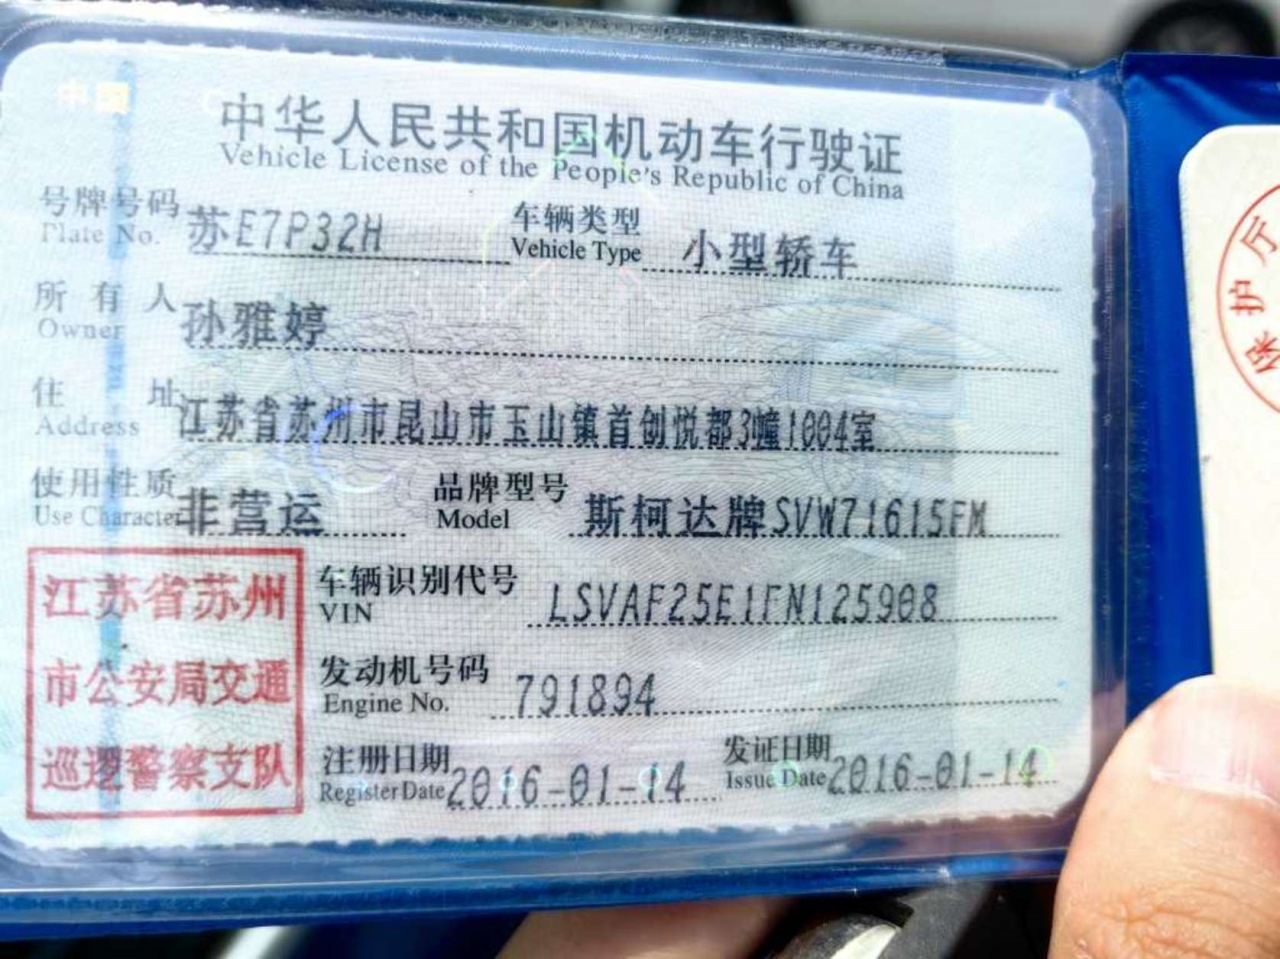 中国
中华人民共和国机动车行驶证
Vehicle License of the People's Republic of China
号牌号码 苏E7P32H 车辆类型 小型轿车
Plate No. Vehicle Type
所有人 孙雅婷
Owner
住址 江苏省苏州市昆山市玉山镇首创悦都3幢1004室
Address
使用性质 非营运 品牌型号 斯柯达牌SVW71615FM
Use Character Model
车辆识别代号 LSVAF25E1FN125908
VIN
发动机号码 791894
Engine No.
注册日期 2016-01-14 发证日期 2016-01-14
Register Date Issue Date
江苏省苏州
市公安局交通
巡逻警察支队
保护厅